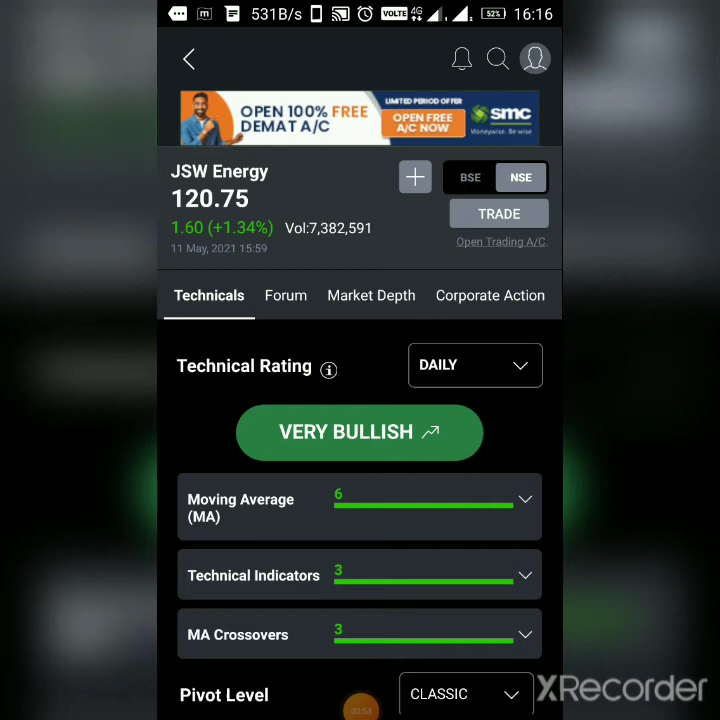 531B/s VOLTE 4G 1 2 52% 16:16
OPEN 100% FREE
DEMAT A/C
LIMITED PERIOD OFFER
OPEN FREE
A/C NOW
smc
Moneywise. Be wise.
JSW Energy
120.75
1.60 (+1.34%) Vol:7,382,591
11 May, 2021 15:59
+ BSE NSE
TRADE
Open Trading A/C.
Technicals Forum Market Depth Corporate Action
Technical Rating i DAILY
VERY BULLISH
Moving Average
(MA)
6
Technical Indicators 3
MA Crossovers 3
Pivot Level CLASSIC
XRecorder